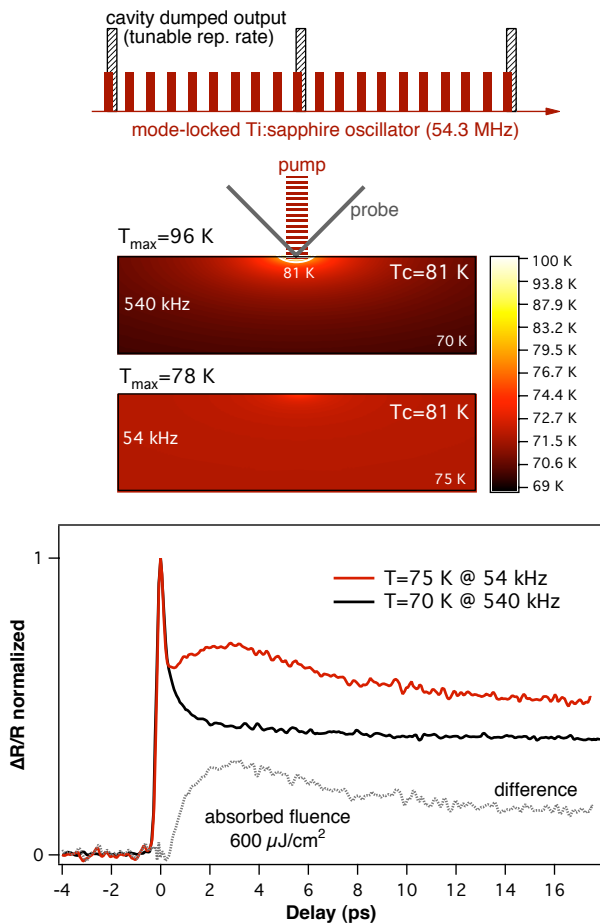 cavity dumped output
(tunable rep. rate)
mode-locked Ti:sapphire oscillator (54.3 MHz)
pump
probe
Tmax=96 K
81 K
Tc=81 K
540 kHz
70 K
Tmax=78 K
Tc=81 K
54 kHz
75 K
100 K
93.8 K
87.9 K
83.2 K
79.5 K
76.7 K
74.4 K
72.7 K
71.5 K
70.6 K
69 K
1
T=75 K @ 54 kHz
T=70 K @ 540 kHz
ΔR/R normalized
difference
absorbed fluence
600 µJ/cm²
0
-4 -2 0 2 4 6 8 10 12 14 16
Delay (ps)